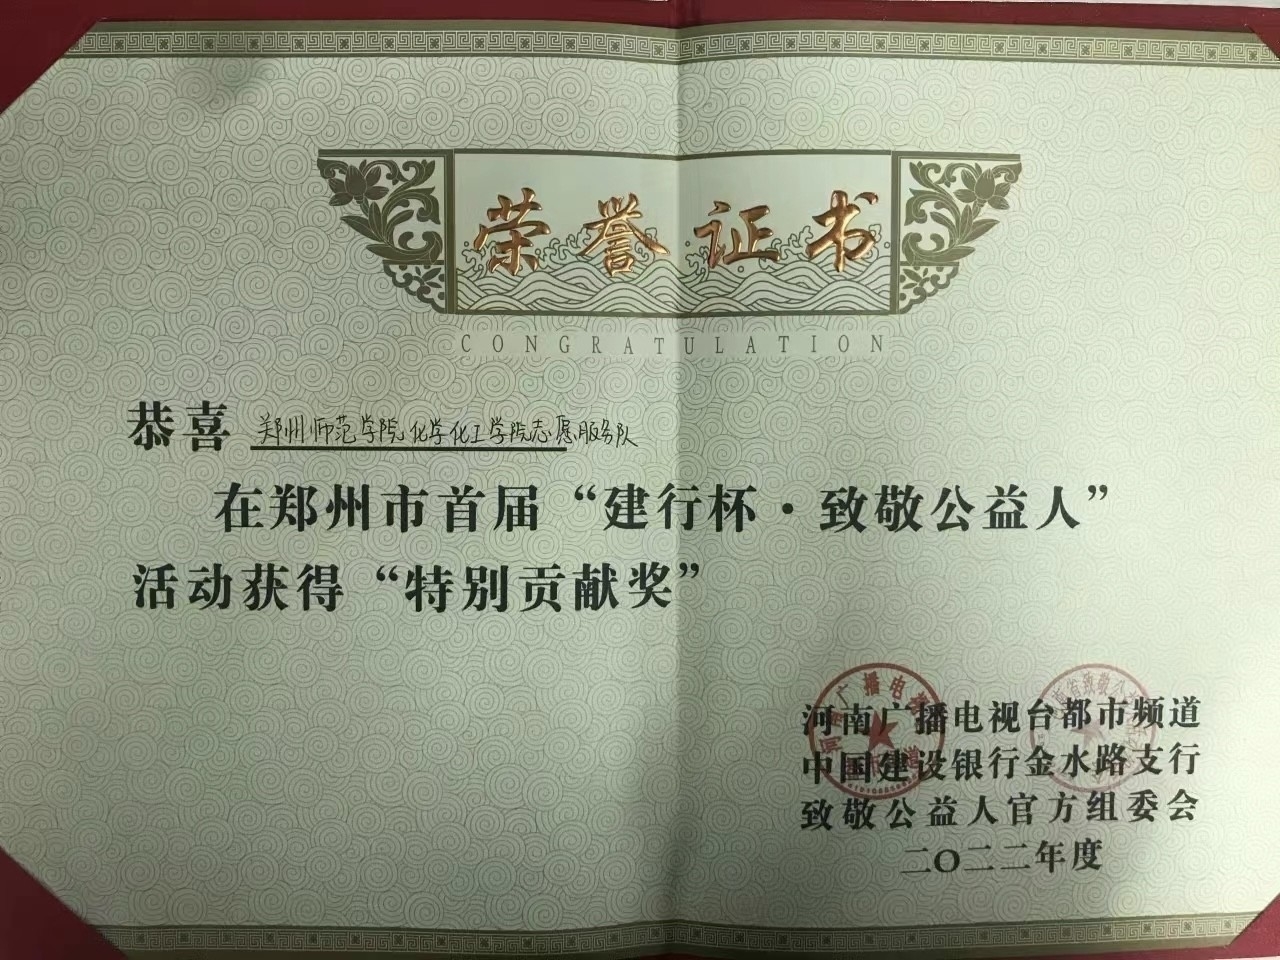 荣誉证书
CONGRATULATION
恭喜 郑州师范学院化学化工学院志愿服务队
在郑州市首届“建行杯·致敬公益人”
活动获得“特别贡献奖”
河南广播电视台都市频道
中国建设银行金水路支行
致敬公益人官方组委会
二〇二二年度